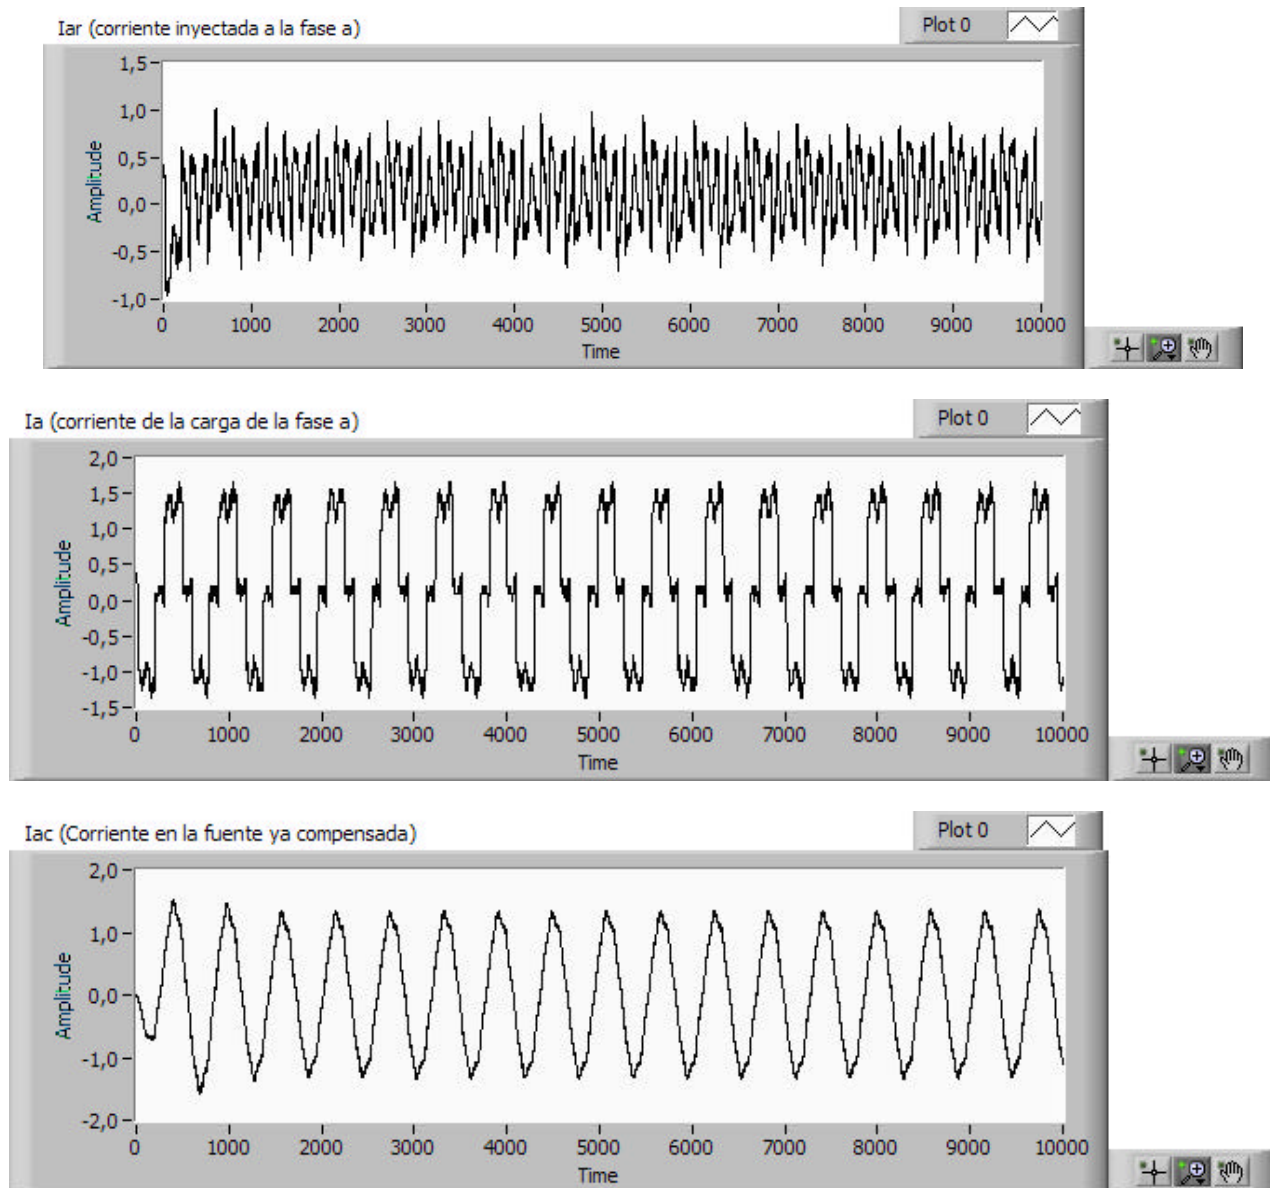 Iar (corriente inyectada a la fase a)
Plot 0
1,5
1,0
0,5
0,0
-0,5
-1,0
Amplitude
0 1000 2000 3000 4000 5000 6000 7000 8000 9000 10000
Time
Ia (corriente de la carga de la fase a)
Plot 0
2,0
1,5
1,0
0,5
0,0
-0,5
-1,0
-1,5
Amplitude
0 1000 2000 3000 4000 5000 6000 7000 8000 9000 10000
Time
Iac (Corriente en la fuente ya compensada)
Plot 0
2,0
1,0
0,0
-1,0
-2,0
Amplitude
0 1000 2000 3000 4000 5000 6000 7000 8000 9000 10000
Time